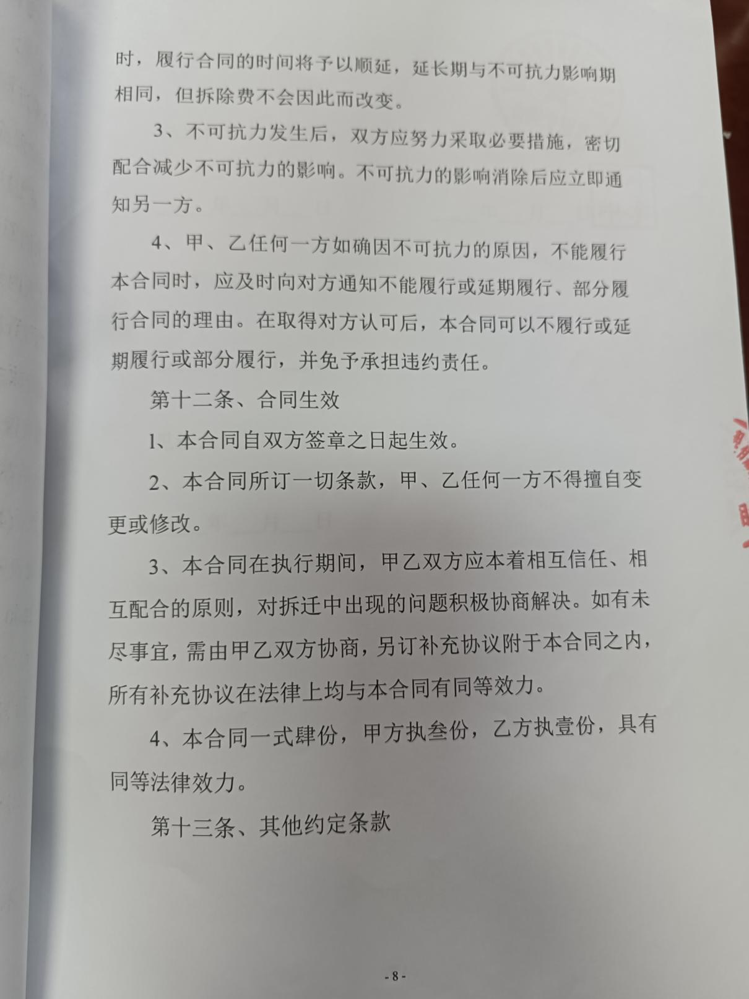 时，履行合同的时间将予以顺延，延长期与不可抗力影响期
相同，但拆除费不会因此而改变。
3、不可抗力发生后，双方应努力采取必要措施，密切
配合减少不可抗力的影响。不可抗力的影响消除后应立即通
知另一方。
4、甲、乙任何一方如确因不可抗力的原因，不能履行
本合同时，应及时向对方通知不能履行或延期履行、部分履
行合同的理由。在取得对方认可后，本合同可以不履行或延
期履行或部分履行，并免予承担违约责任。
第十二条、合同生效
1、本合同自双方签章之日起生效。
2、本合同所订一切条款，甲、乙任何一方不得擅自变
更或修改。
3、本合同在执行期间，甲乙双方应本着相互信任、相
互配合的原则，对拆迁中出现的问题积极协商解决。如有未
尽事宜，需由甲乙双方协商，另订补充协议附于本合同之内，
所有补充协议在法律上均与本合同有同等效力。
4、本合同一式肆份，甲方执叁份，乙方执壹份，具有
同等法律效力。
第十三条、其他约定条款
- 8 -